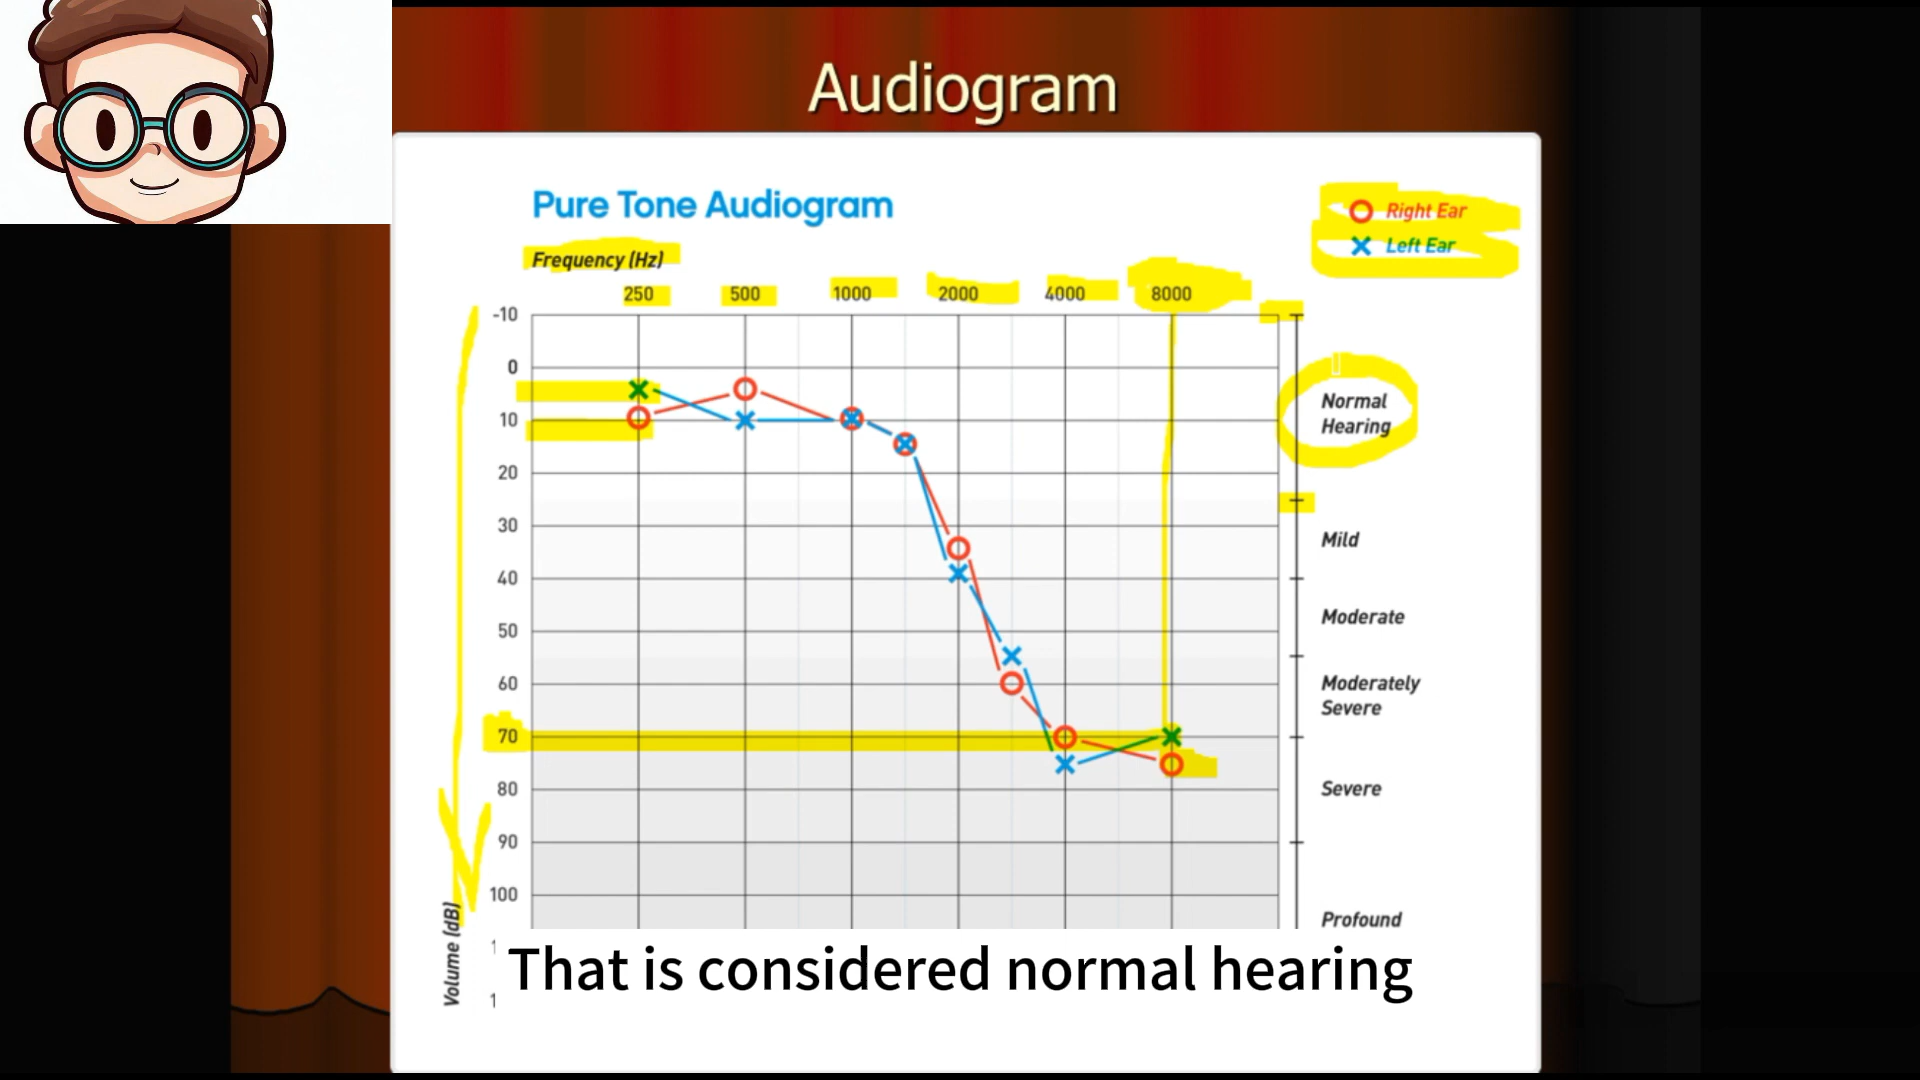 Audiogram
Pure Tone Audiogram
Right Ear
Left Ear
Frequency (Hz)
250 500 1000 2000 4000 8000
-10
0
10
20
30
40
50
60
70
80
90
100
Volume (dB)
Normal
Hearing
Mild
Moderate
Moderately
Severe
Severe
Profound
That is considered normal hearing